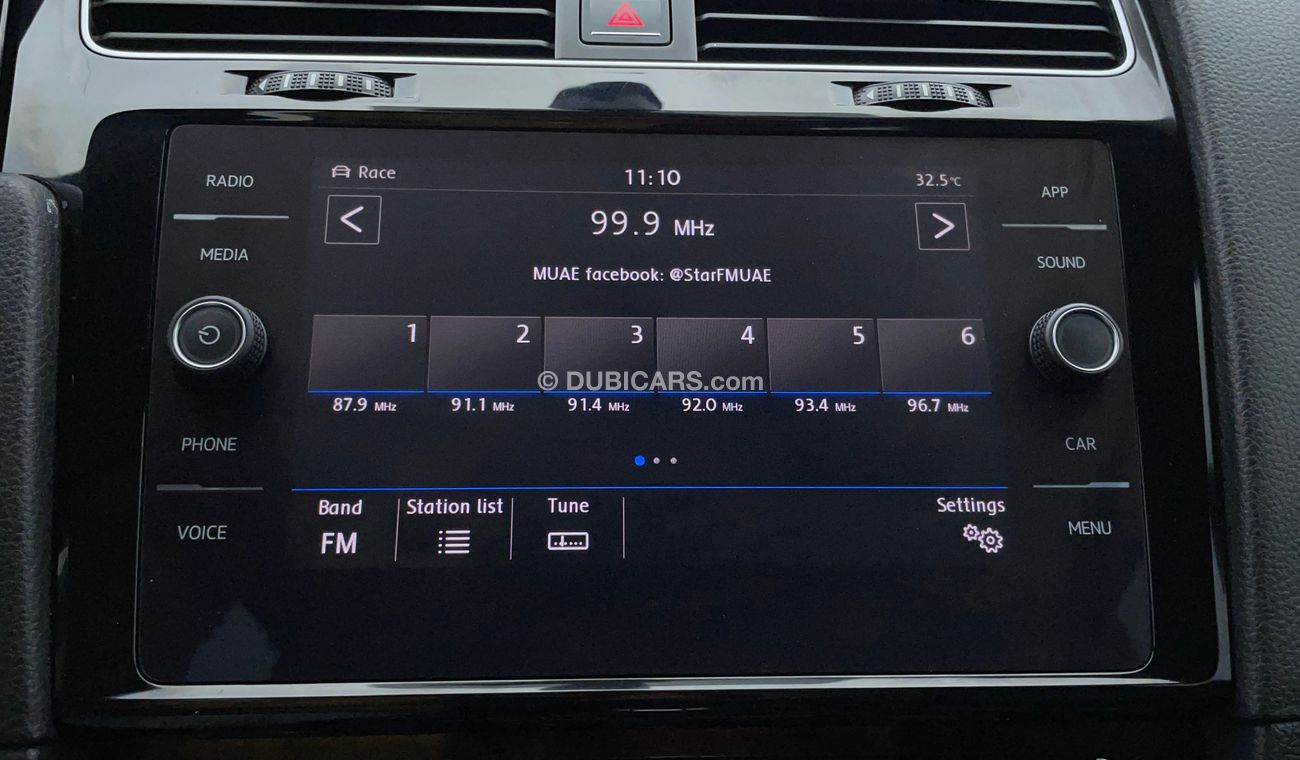 RADIO
MEDIA
PHONE
VOICE
Race 11:10 32.5°C
99.9 MHz
MUAE facebook: @StarFMUAE
1 2 3 4 5 6
© DUBICARS.com
87.9 MHz 91.1 MHz 91.4 MHz 92.0 MHz 93.4 MHz 96.7 MHz
Band Station list Tune Settings
FM
APP
SOUND
CAR
MENU